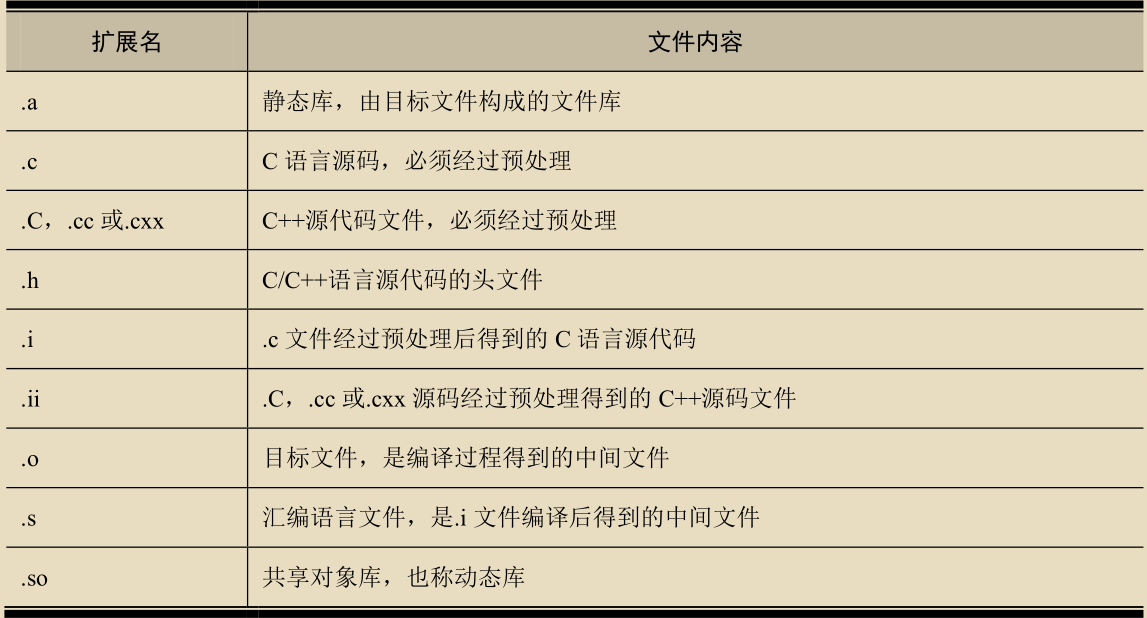 扩展名 文件内容
.a 静态库，由目标文件构成的文件库
.c C 语言源码，必须经过预处理
.C，.cc 或.cxx C++源代码文件，必须经过预处理
.h C/C++语言源代码的头文件
.i .c 文件经过预处理后得到的 C 语言源代码
.ii .C，.cc 或.cxx 源码经过预处理得到的 C++源码文件
.o 目标文件，是编译过程得到的中间文件
.s 汇编语言文件，是.i 文件编译后得到的中间文件
.so 共享对象库，也称动态库